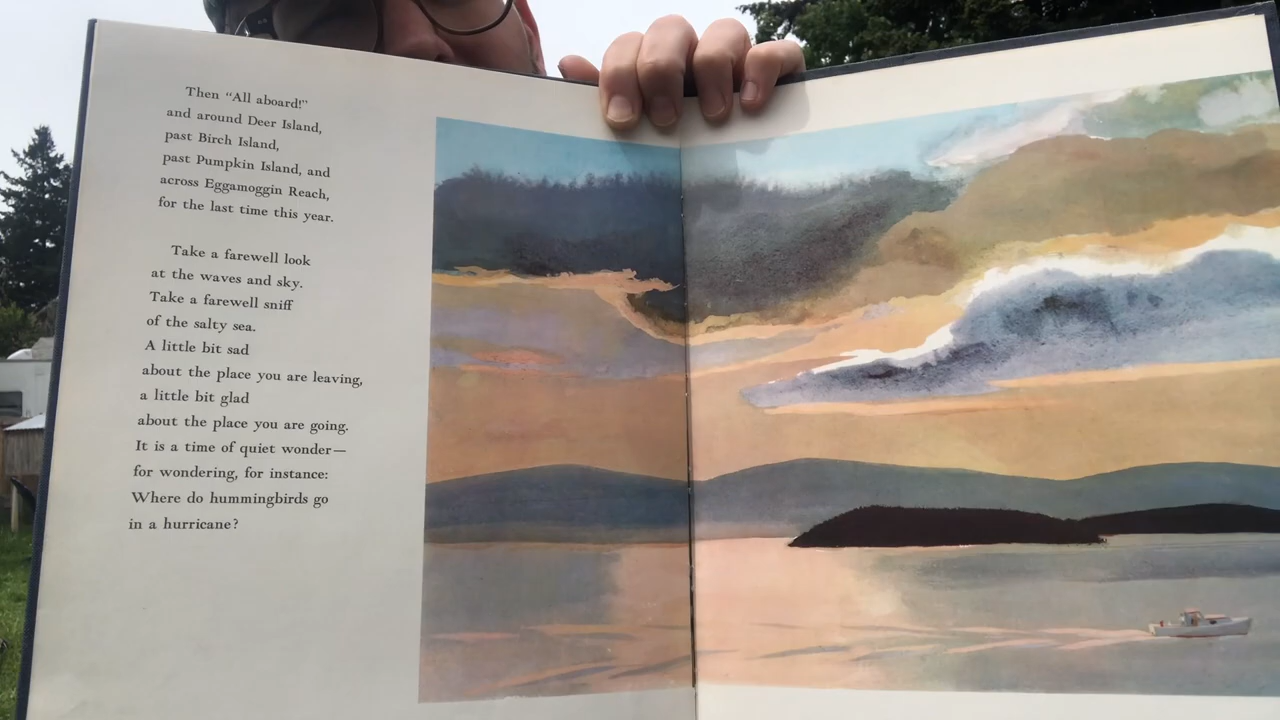 Then “All aboard!”
and around Deer Island,
past Birch Island,
past Pumpkin Island, and
across Eggamoggin Reach,
for the last time this year.
Take a farewell look
at the waves and sky.
Take a farewell sniff
of the salty sea.
A little bit sad
about the place you are leaving,
a little bit glad
about the place you are going.
It is a time of quiet wonder—
for wondering, for instance:
Where do hummingbirds go
in a hurricane?